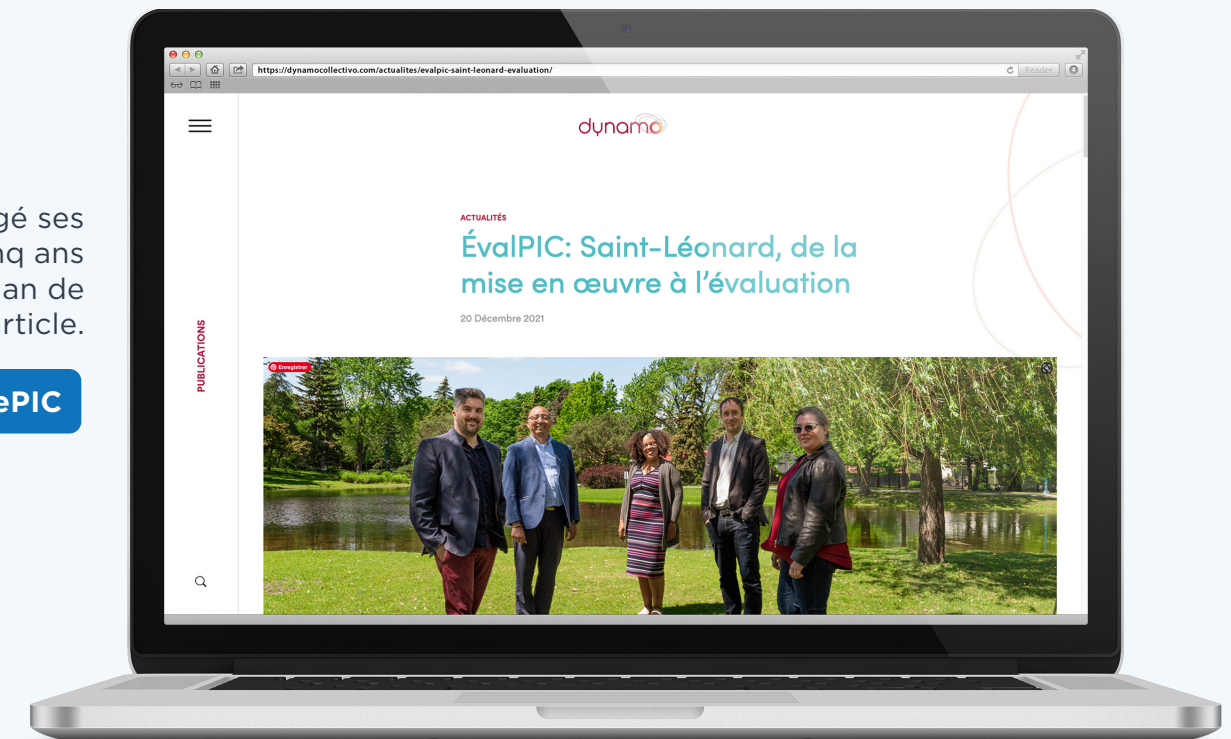 gé ses
nq ans
an de
rticle.
ePIC
https://dynamocollectivo.com/actualites/evalpic-saint-leonard-evaluation/
Reader
dynamo
ACTUALITÉS
ÉvalPIC: Saint-Léonard, de la
mise en œuvre à l’évaluation
20 Décembre 2021
PUBLICATIONS
Enregistrer